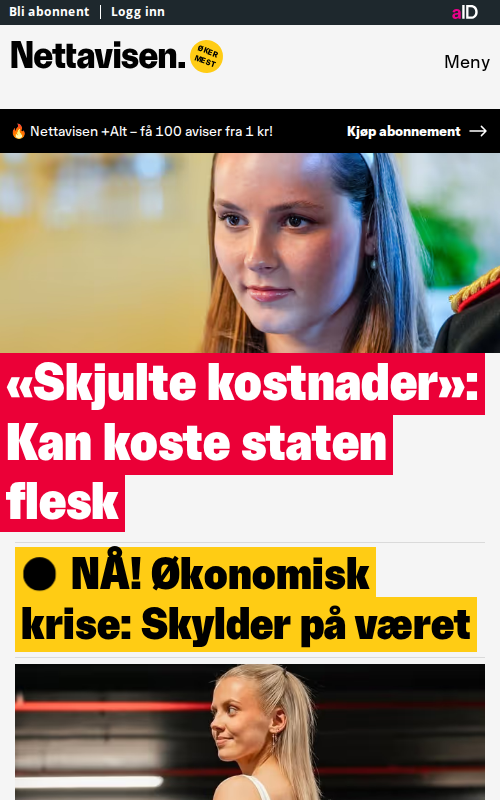 Bli abonnent | Logg inn
aID
Nettavisen.
ØKER
MEST
Meny
🔥 Nettavisen +Alt – få 100 aviser fra 1 kr!
Kjøp abonnement →
«Skjulte kostnader»:
Kan koste staten
flesk
● NÅ! Økonomisk
krise: Skylder på været